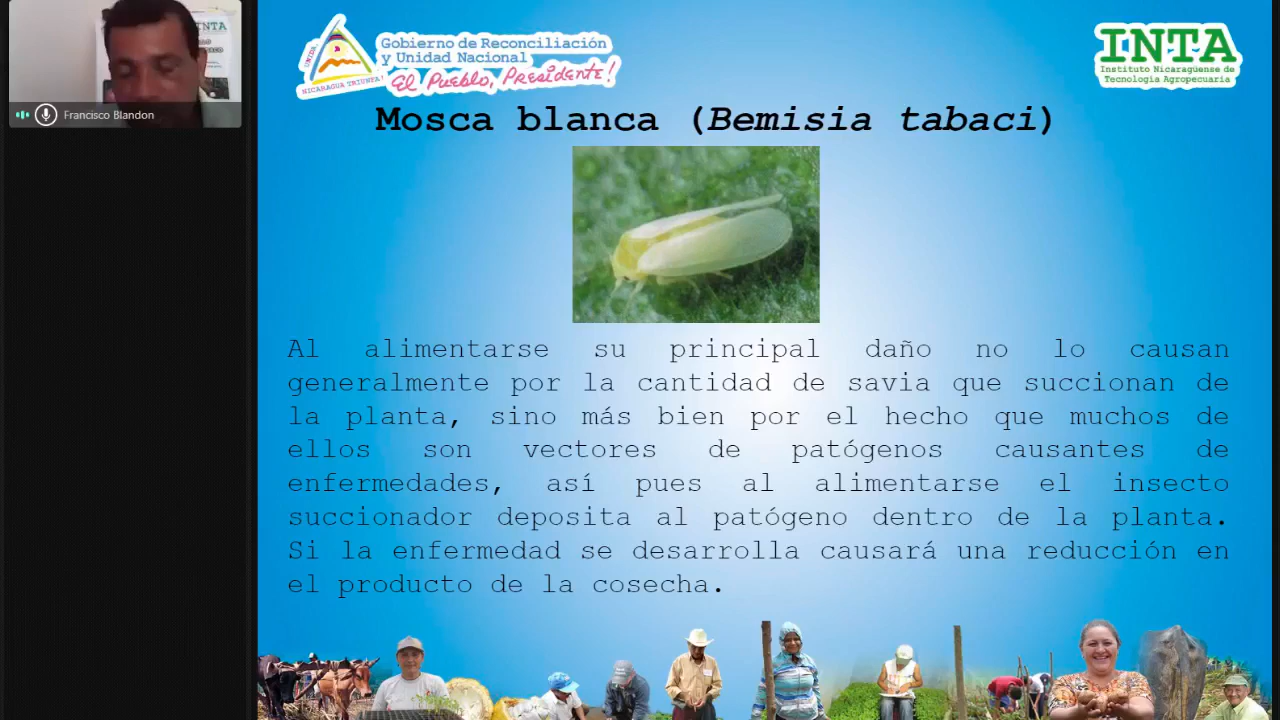 INTA
Francisco Blandon
UNIDA,
NICARAGUA TRIUNFA!
Gobierno de Reconciliación
y Unidad Nacional
El Pueblo, Presidente!
INTA
Instituto Nicaragüense de
Tecnología Agropecuaria
Mosca blanca (Bemisia tabaci)
Al alimentarse su principal daño no lo causan
generalmente por la cantidad de savia que succionan de
la planta, sino más bien por el hecho que muchos de
ellos son vectores de patógenos causantes de
enfermedades, así pues al alimentarse el insecto
succionador deposita al patógeno dentro de la planta.
Si la enfermedad se desarrolla causará una reducción en
el producto de la cosecha.